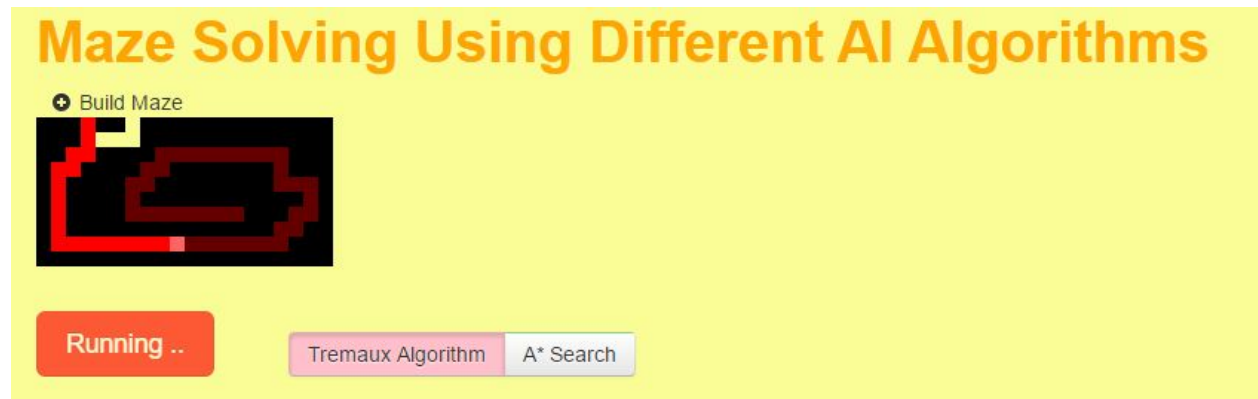 Maze Solving Using Different AI Algorithms
Build Maze
Running ..
Tremaux Algorithm A* Search